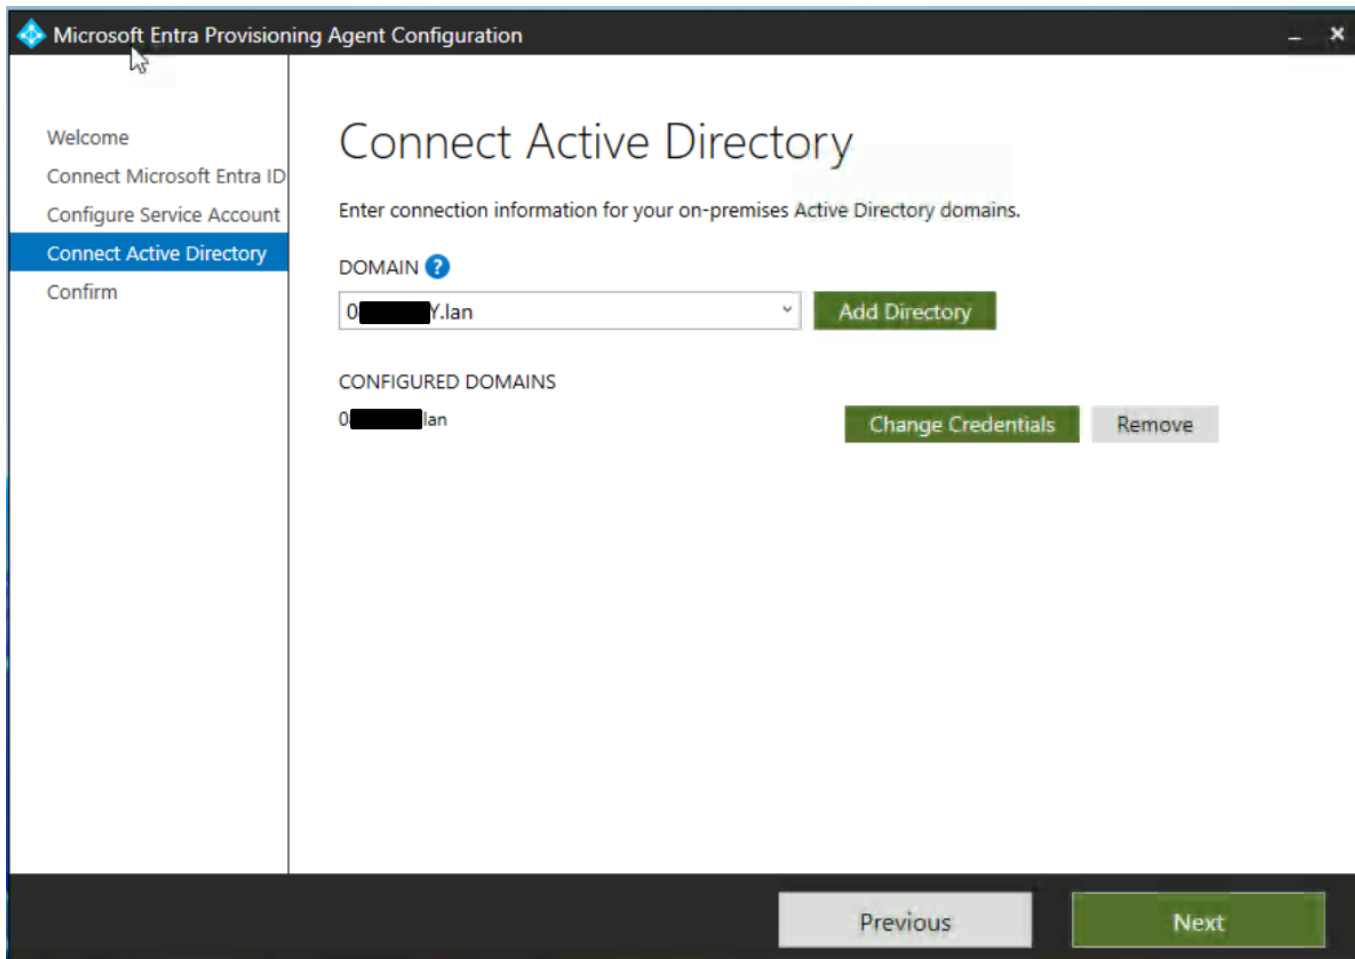 Microsoft Entra Provisioning Agent Configuration
Welcome
Connect Microsoft Entra ID
Configure Service Account
Connect Active Directory
Confirm
Connect Active Directory
Enter connection information for your on-premises Active Directory domains.
DOMAIN ?
0 Y.lan
Add Directory
CONFIGURED DOMAINS
0 lan
Change Credentials
Remove
Previous
Next